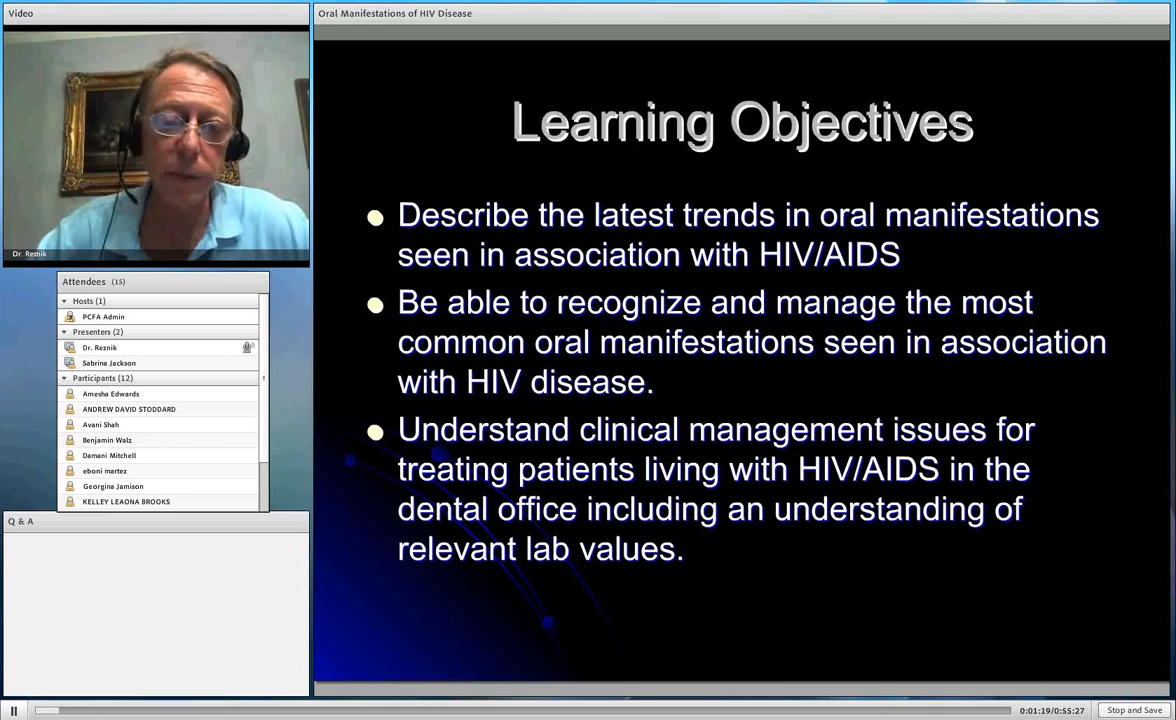 Video
Dr. Reznik
Attendees (15)
Hosts (1)
PCFA Admin
Presenters (2)
Dr. Reznik
Sabrina Jackson
Participants (12)
Amesha Edwards
ANDREW DAVID STODDARD
Avani Shah
Benjamin Walz
Damani Mitchell
eboni martez
Georgina Jamison
KELLEY LEAONA BROOKS
Q & A
Oral Manifestations of HIV Disease
Learning Objectives
Describe the latest trends in oral manifestations
seen in association with HIV/AIDS
Be able to recognize and manage the most
common oral manifestations seen in association
with HIV disease.
Understand clinical management issues for
treating patients living with HIV/AIDS in the
dental office including an understanding of
relevant lab values.
0:01:19/0:55:27
Stop and Save